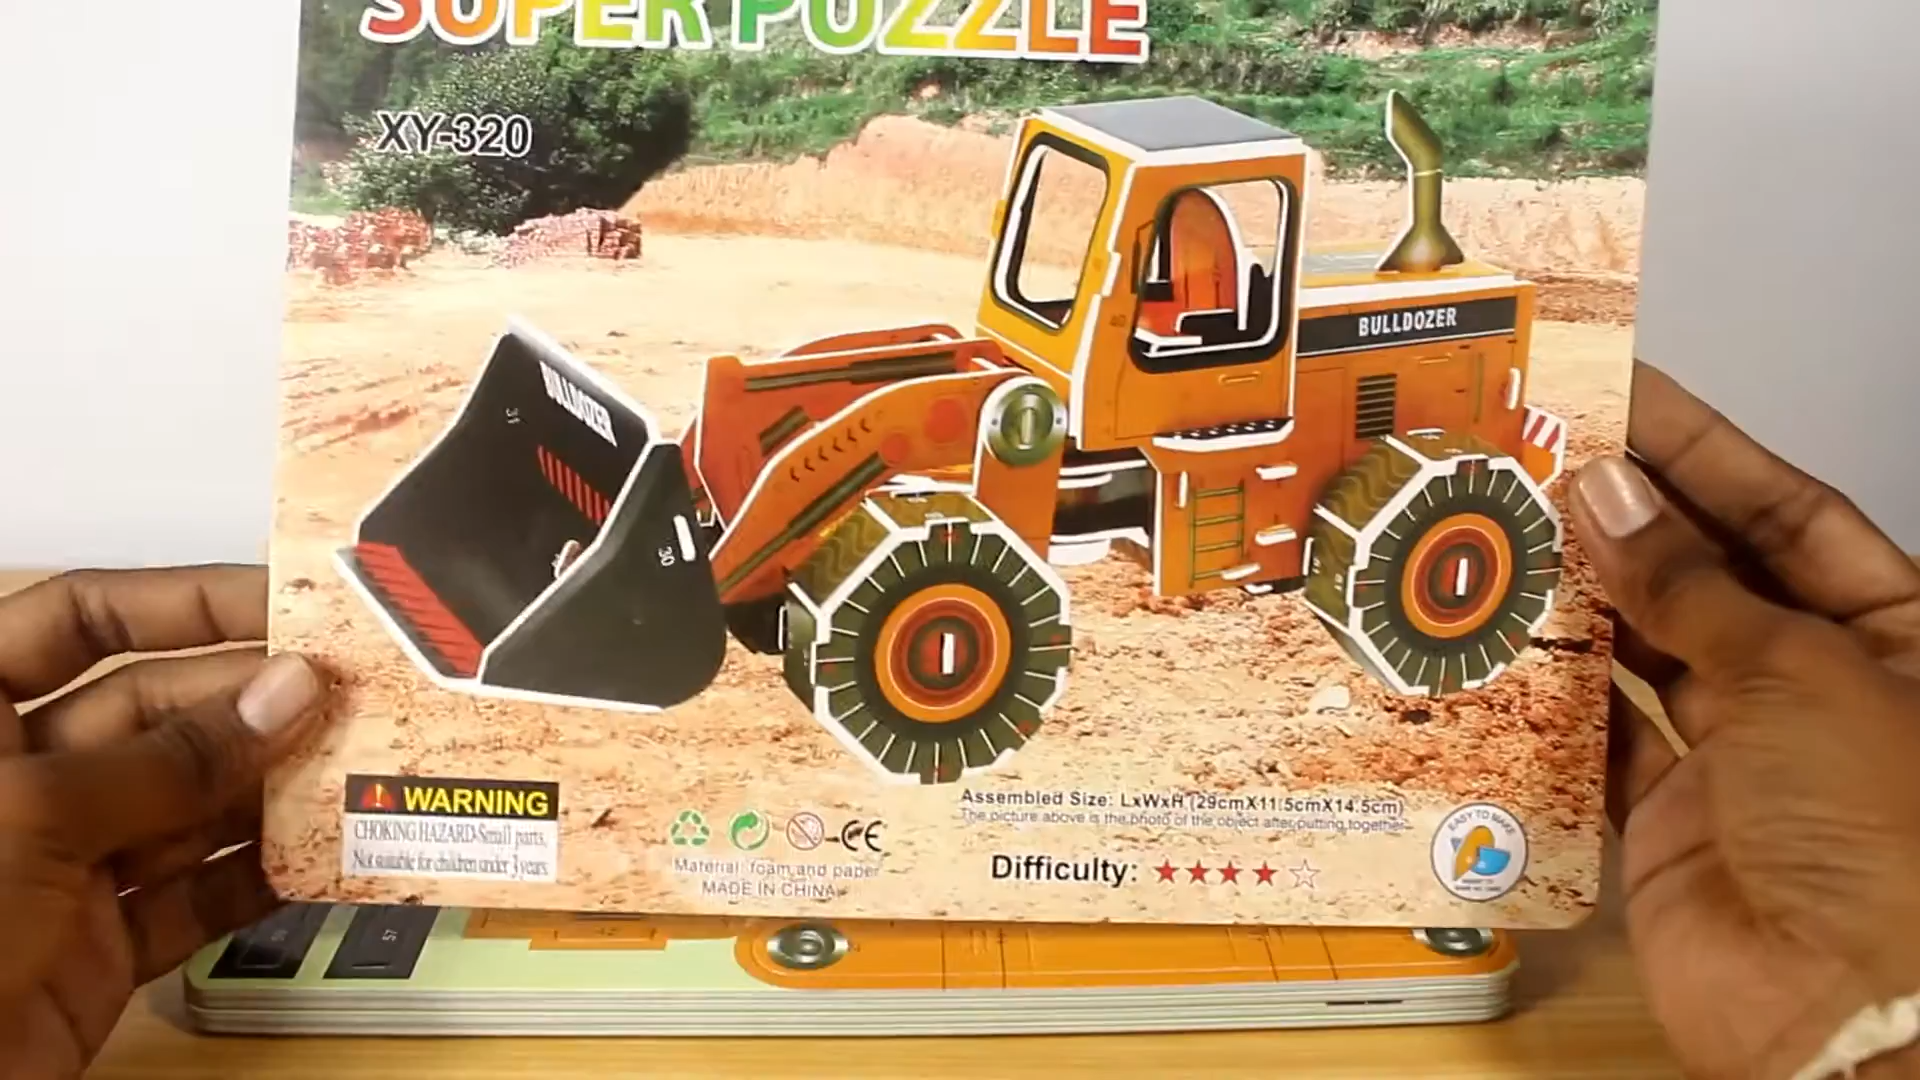 SUPER PUZZLE
XY-320
BULLDOZER
BULLDOZER
31
30
40
WARNING
CHOKING HAZARD-Small parts.
Not suitable for children under 3 years.
CE
Material: foam and paper
MADE IN CHINA
Assembled Size: LxWxH (29cmX11.5cmX14.5cm)
The picture above is the photo of the object after putting together
Difficulty:
EASY TO MAKE
57